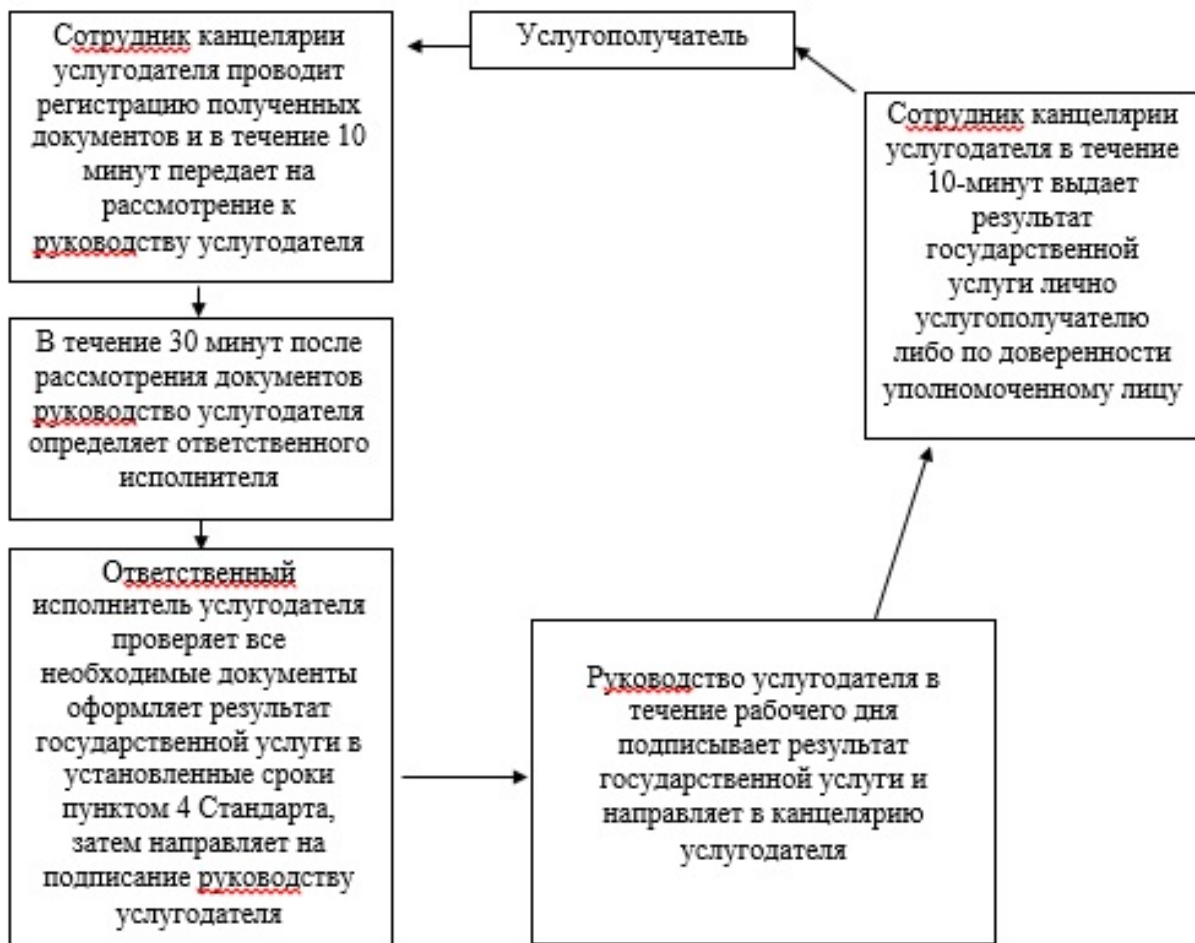 Услугополучатель
Сотрудник канцелярии
услугодателя проводит
регистрацию полученных
документов и в течение 10
минут передает на
рассмотрение к
руководству услугодателя
В течение 30 минут после
рассмотрения документов
руководство услугодателя
определяет ответственного
исполнителя
Ответственный
исполнитель услугодателя
проверяет все
необходимые документы
оформляет результат
государственной услуги в
установленные сроки
пунктом 4 Стандарта,
затем направляет на
подписание руководству
услугодателя
Руководство услугодателя в
течение рабочего дня
подписывает результат
государственной услуги и
направляет в канцелярию
услугодателя
Сотрудник канцелярии
услугодателя в течение
10-минут выдает
результат
государственной
услуги лично
услугополучателю
либо по доверенности
уполномоченному лицу